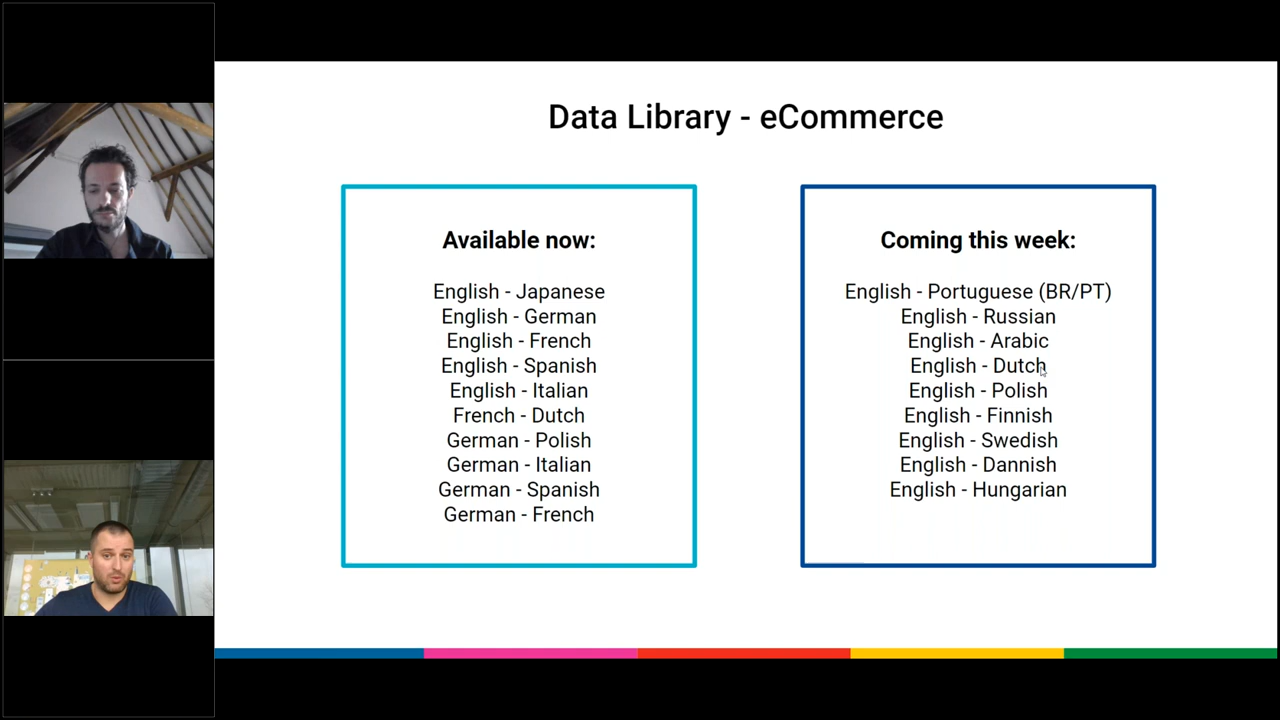 Data Library - eCommerce
Available now:
English - Japanese
English - German
English - French
English - Spanish
English - Italian
French - Dutch
German - Polish
German - Italian
German - Spanish
German - French
Coming this week:
English - Portuguese (BR/PT)
English - Russian
English - Arabic
English - Dutch
English - Polish
English - Finnish
English - Swedish
English - Dannish
English - Hungarian